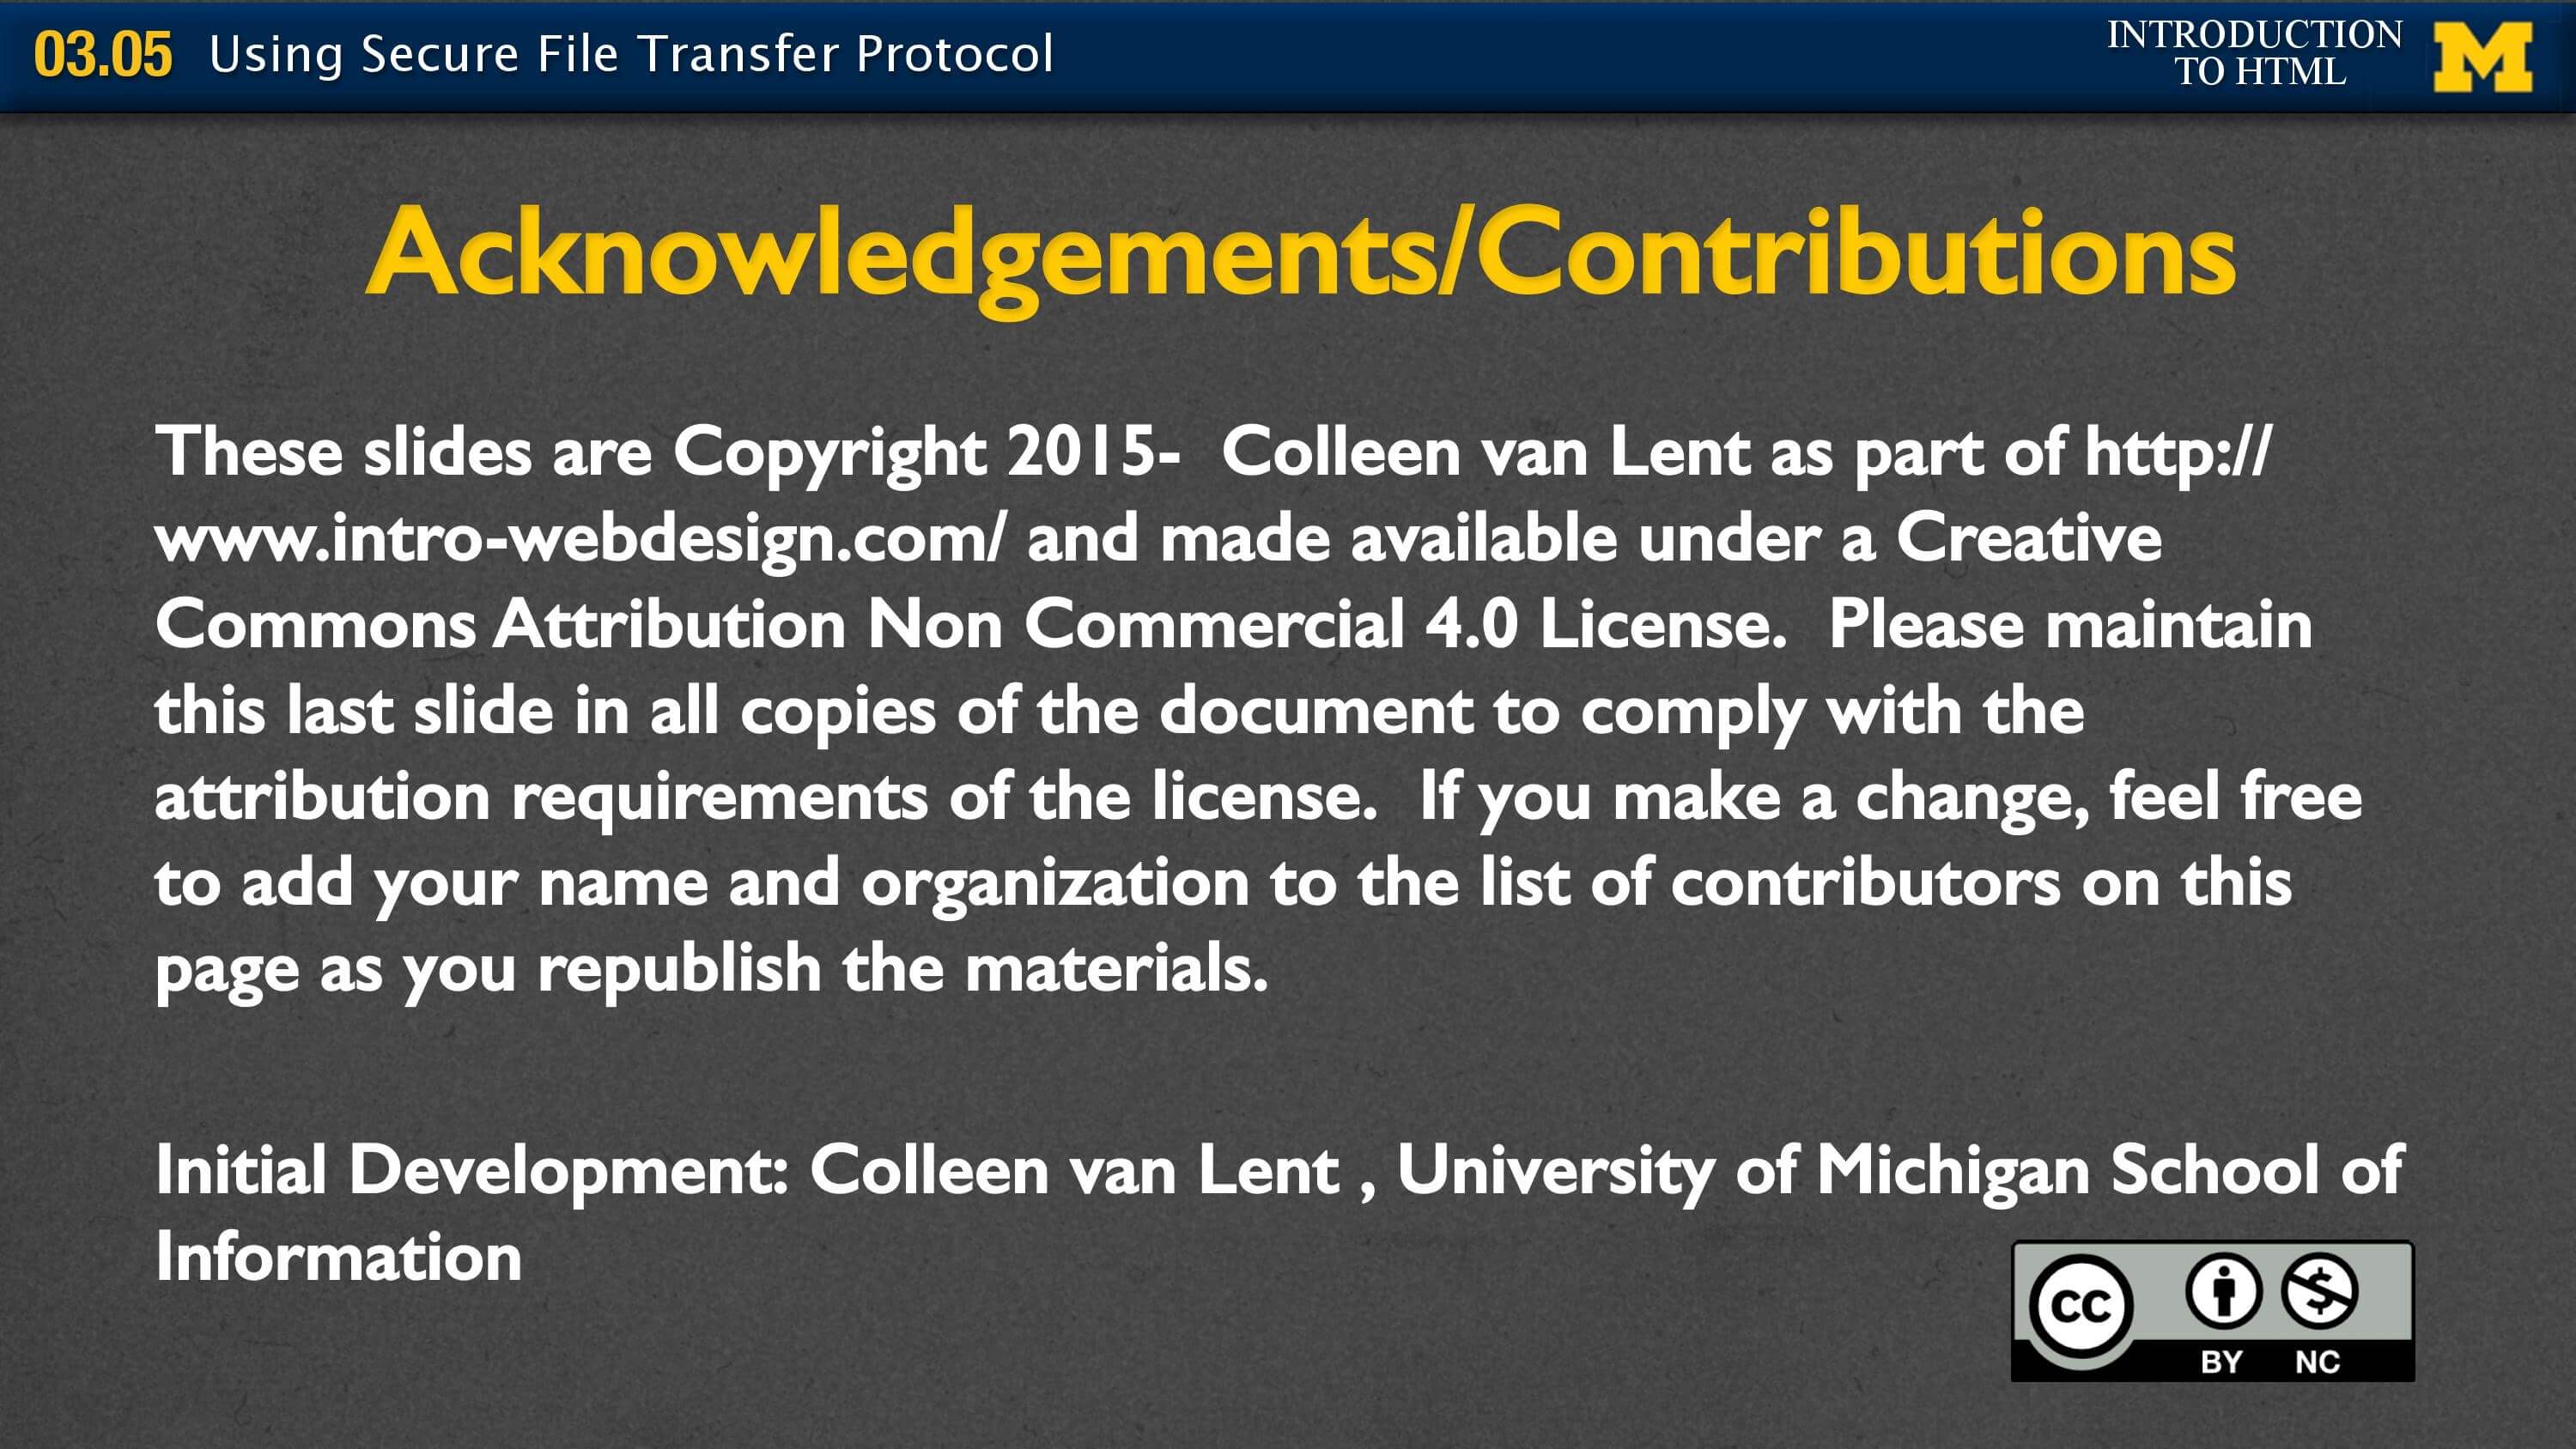 03.05 Using Secure File Transfer Protocol
INTRODUCTION
TO HTML
M
Acknowledgements/Contributions
These slides are Copyright 2015-  Colleen van Lent as part of http://
www.intro-webdesign.com/ and made available under a Creative
Commons Attribution Non Commercial 4.0 License.  Please maintain
this last slide in all copies of the document to comply with the
attribution requirements of the license.  If you make a change, feel free
to add your name and organization to the list of contributors on this
page as you republish the materials.
Initial Development: Colleen van Lent , University of Michigan School of
Information
cc
BY NC